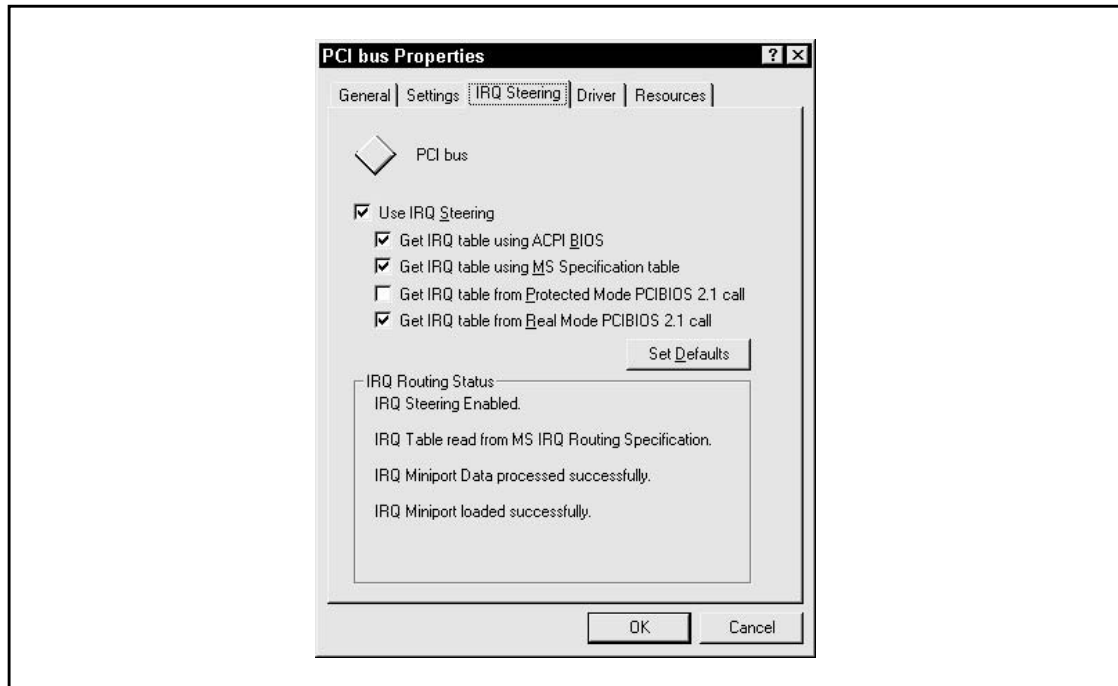 PCI bus Properties
General Settings IRQ Steering Driver Resources
PCI bus
Use IRQ Steering
Get IRQ table using ACPI BIOS
Get IRQ table using MS Specification table
Get IRQ table from Protected Mode PCIBIOS 2.1 call
Get IRQ table from Real Mode PCIBIOS 2.1 call
Set Defaults
IRQ Routing Status
IRQ Steering Enabled.
IRQ Table read from MS IRQ Routing Specification.
IRQ Miniport Data processed successfully.
IRQ Miniport loaded successfully.
OK Cancel